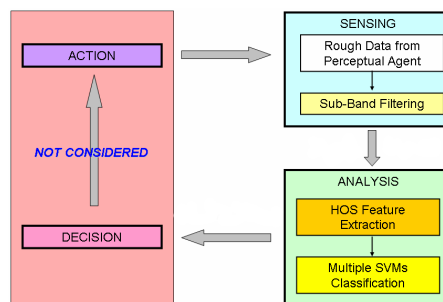 ACTION
NOT CONSIDERED
DECISION
SENSING
Rough Data from
Perceptual Agent
Sub-Band Filtering
ANALYSIS
HOS Feature
Extraction
Multiple SVMs
Classification